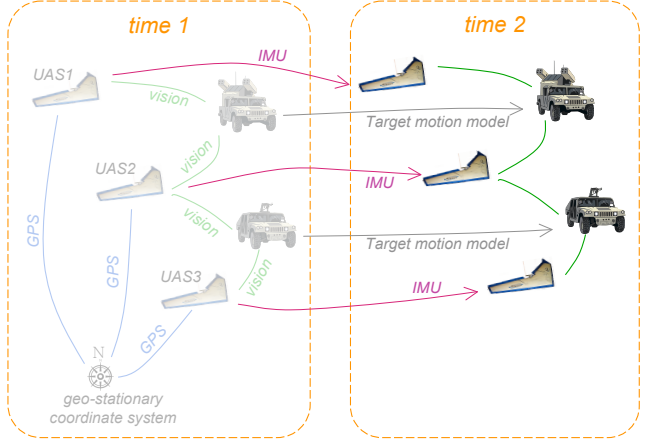 time 1
time 2
IMU
UAS1
vision
Target motion model
vision
UAS2
IMU
vision
GPS
GPS
Target motion model
UAS3
vision
IMU
GPS
N
geo-stationary
coordinate system